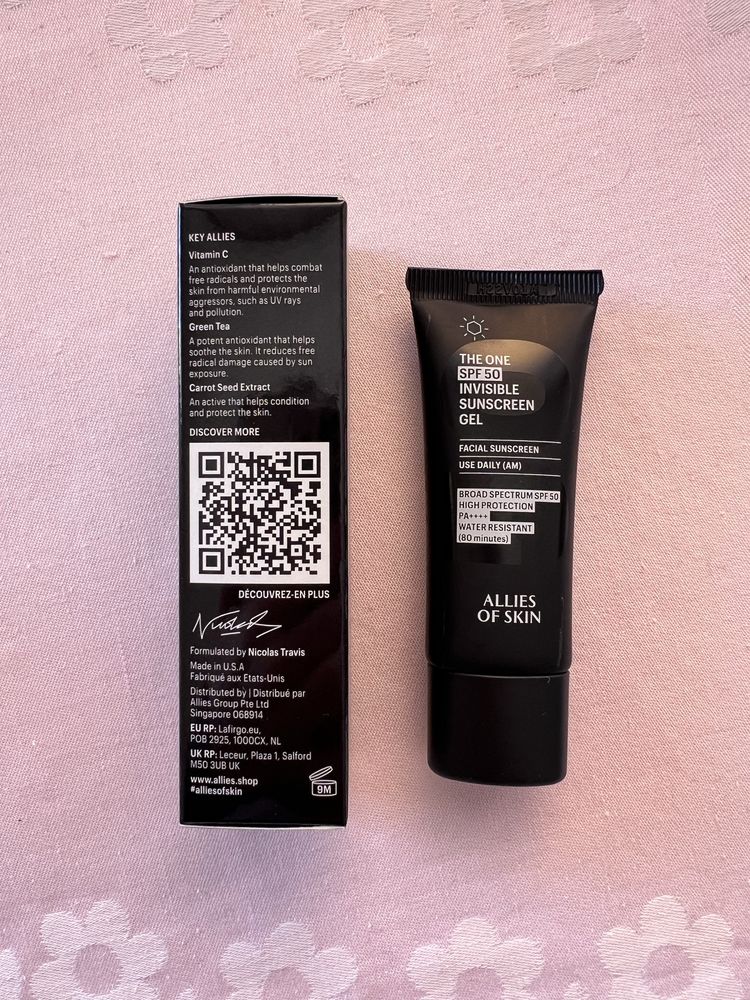 KEY ALLIES
Vitamin C
An antioxidant that helps combat
free radicals and protects the
skin from harmful environmental
aggressors, such as UV rays
and pollution.
Green Tea
A potent antioxidant that helps
soothe the skin. It reduces free
radical damage caused by sun
exposure.
Carrot Seed Extract
An active that helps condition
and protect the skin.
DISCOVER MORE
DÉCOUVREZ-EN PLUS
Formulated by Nicolas Travis
Made in U.S.A
Fabriqué aux Etats-Unis
Distributed by | Distribué par
Allies Group Pte Ltd
Singapore 068914
EU RP: Lafirgo.eu,
POB 2925, 1000CX, NL
UK RP: Leceur, Plaza 1, Salford
M50 3UB UK
www.allies.shop
#alliesofskin
9M
THE ONE
SPF 50
INVISIBLE
SUNSCREEN
GEL
FACIAL SUNSCREEN
USE DAILY (AM)
BROAD SPECTRUM SPF 50
HIGH PROTECTION
PA++++
WATER RESISTANT
(80 minutes)
ALLIES
OF SKIN